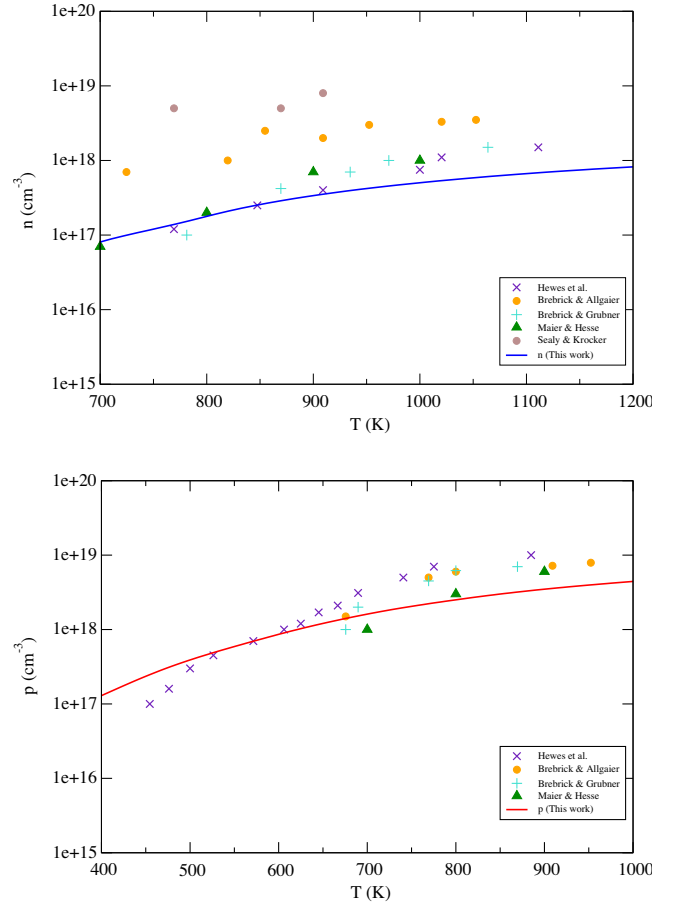 1e+20
1e+19
1e+18
1e+17
1e+16
1e+15
n (cm-3)
Hewes et al.
Brebrick & Allgaier
Brebrick & Grubner
Maier & Hesse
Sealy & Krocker
n (This work)
700 800 900 1000 1100 1200
T (K)
1e+20
1e+19
1e+18
1e+17
1e+16
1e+15
p (cm-3)
Hewes et al.
Brebrick & Allgaier
Brebrick & Grubner
Maier & Hesse
p (This work)
400 500 600 700 800 900 1000
T (K)